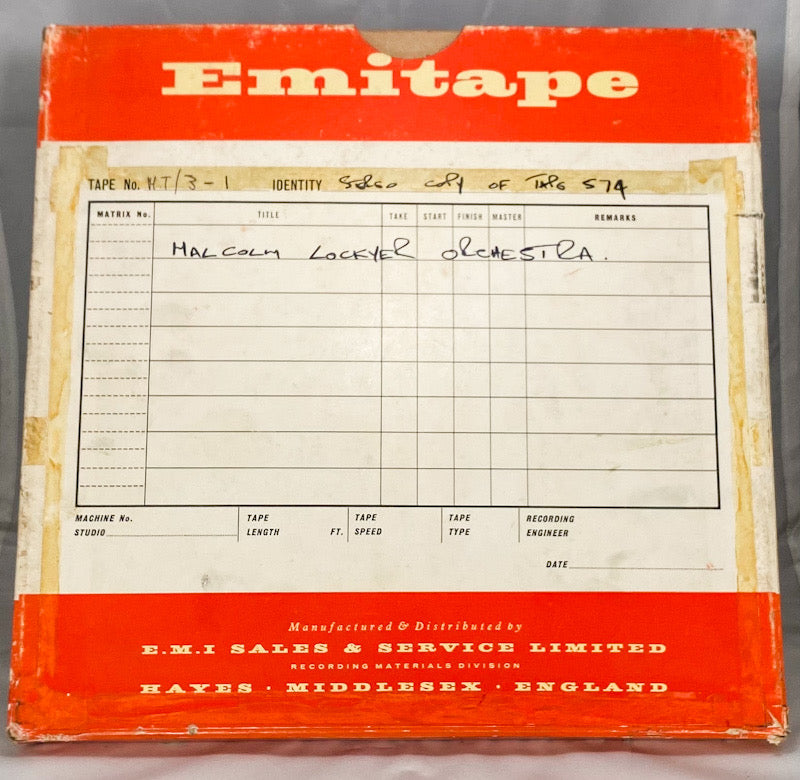 Emitape
TAPE No. KT/3-1 IDENTITY COPY OF TAPE 574
MATRIX No. TITLE TAKE START FINISH MASTER REMARKS
MALCOLM LOCKYER ORCHESTRA.
MACHINE No. TAPE TAPE TAPE RECORDING
STUDIO LENGTH FT. SPEED TYPE ENGINEER
DATE
Manufactured & Distributed by
E.M.I SALES & SERVICE LIMITED
RECORDING MATERIALS DIVISION
HAYES · MIDDLESEX · ENGLAND